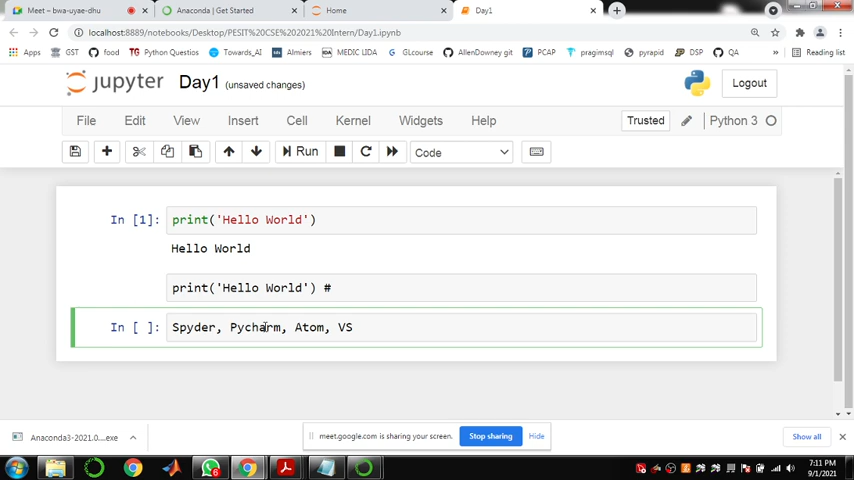 Meet – bwa-uyae-dhu
Anaconda | Get Started
Home
Day1
localhost:8889/notebooks/Desktop/PESIT%20CSE%202021%20Intern/Day1.ipynb
Apps GST food Python Questios Towards_AI Almiers MEDIC LIDA GLcourse AllenDowney git PCAP pragimsql pyrapid DSP QA Reading list
jupyter Day1 (unsaved changes) Logout
File Edit View Insert Cell Kernel Widgets Help Trusted Python 3
Run Code
In [1]: print('Hello World')
Hello World
print('Hello World') #
In [ ]: Spyder, Pycharm, Atom, VS
Anaconda3-2021.0....exe
meet.google.com is sharing your screen. Stop sharing Hide
Show all
7:11 PM
9/1/2021